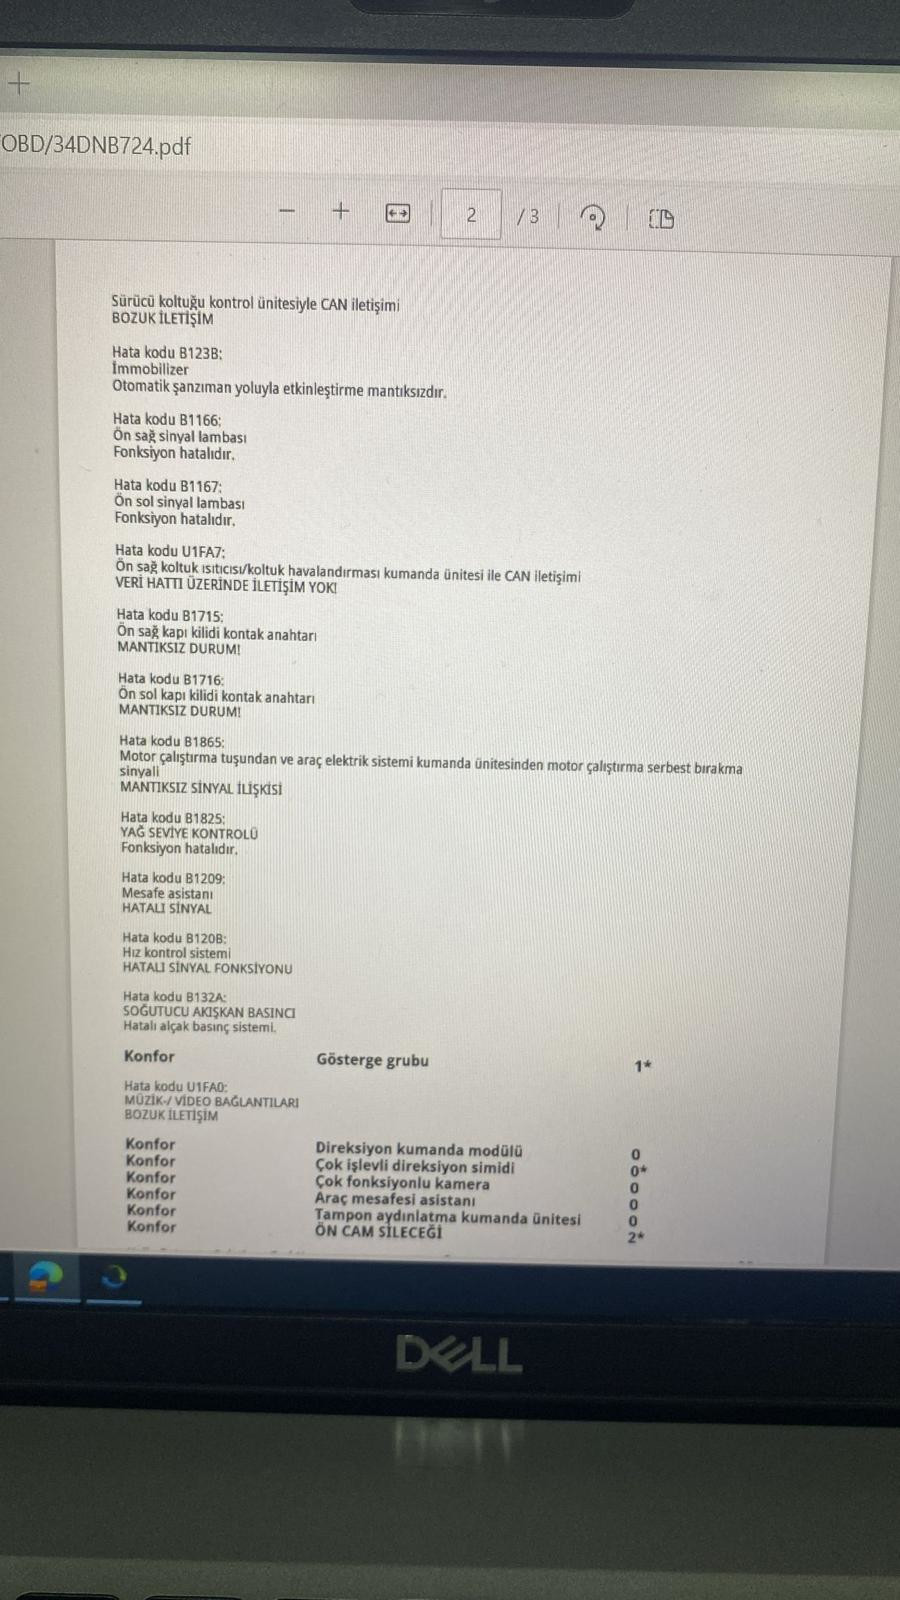 +
OBD/34DNB724.pdf
− + 2 / 3
Sürücü koltuğu kontrol ünitesiyle CAN iletişimi
BOZUK İLETİŞİM
Hata kodu B123B;
İmmobilizer
Otomatik şanzıman yoluyla etkinleştirme mantıksızdır.
Hata kodu B1166;
Ön sağ sinyal lambası
Fonksiyon hatalıdır.
Hata kodu B1167;
Ön sol sinyal lambası
Fonksiyon hatalıdır.
Hata kodu U1FA7;
Ön sağ koltuk ısıtıcısı/koltuk havalandırması kumanda ünitesi ile CAN iletişimi
VERİ HATTI ÜZERİNDE İLETİŞİM YOK!
Hata kodu B1715;
Ön sağ kapı kilidi kontak anahtarı
MANTIKSIZ DURUM!
Hata kodu B1716;
Ön sol kapı kilidi kontak anahtarı
MANTIKSIZ DURUM!
Hata kodu B1865;
Motor çalıştırma tuşundan ve araç elektrik sistemi kumanda ünitesinden motor çalıştırma serbest bırakma
sinyali
MANTIKSIZ SİNYAL İLİŞKİSİ
Hata kodu B1825;
YAĞ SEVİYE KONTROLÜ
Fonksiyon hatalıdır.
Hata kodu B1209;
Mesafe asistanı
HATALI SİNYAL
Hata kodu B120B;
Hız kontrol sistemi
HATALI SİNYAL FONKSİYONU
Hata kodu B132A;
SOĞUTUCU AKIŞKAN BASINCI
Hatalı alçak basınç sistemi.
Konfor Gösterge grubu 1*
Hata kodu U1FA0;
MÜZİK-/ VİDEO BAĞLANTILARI
BOZUK İLETİŞİM
Konfor Direksiyon kumanda modülü 0
Konfor Çok işlevli direksiyon simidi 0*
Konfor Çok fonksiyonlu kamera 0
Konfor Araç mesafesi asistanı 0
Konfor Tampon aydınlatma kumanda ünitesi 0
Konfor ÖN CAM SİLECEĞİ 2*
DELL